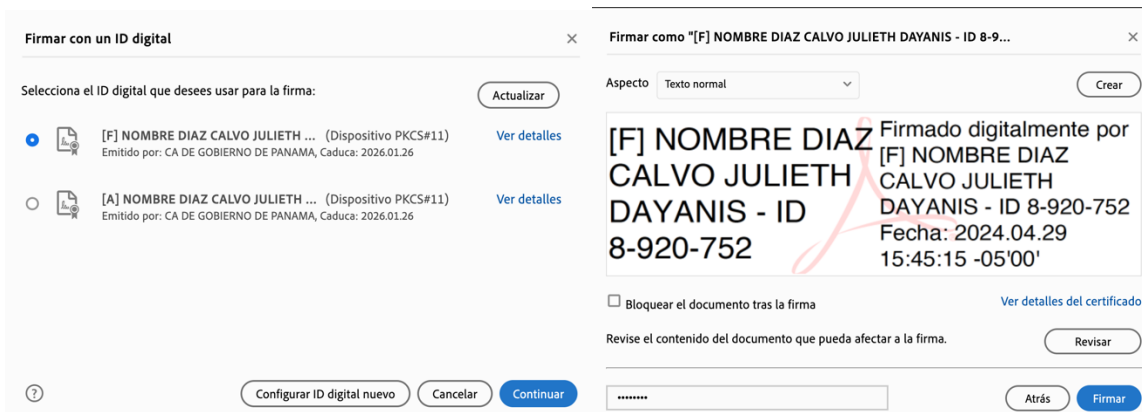 Firmar con un ID digital
Selecciona el ID digital que desees usar para la firma:
Actualizar
[F] NOMBRE DIAZ CALVO JULIETH ... (Dispositivo PKCS#11)
Ver detalles
Emitido por: CA DE GOBIERNO DE PANAMA, Caduca: 2026.01.26
[A] NOMBRE DIAZ CALVO JULIETH ... (Dispositivo PKCS#11)
Ver detalles
Emitido por: CA DE GOBIERNO DE PANAMA, Caduca: 2026.01.26
?
Configurar ID digital nuevo
Cancelar
Continuar
Firmar como "[F] NOMBRE DIAZ CALVO JULIETH DAYANIS - ID 8-9...
Aspecto
Texto normal
Crear
[F] NOMBRE DIAZ
CALVO JULIETH
DAYANIS - ID
8-920-752
Firmado digitalmente por
[F] NOMBRE DIAZ
CALVO JULIETH
DAYANIS - ID 8-920-752
Fecha: 2024.04.29
15:45:15 -05'00'
Bloquear el documento tras la firma
Ver detalles del certificado
Revise el contenido del documento que pueda afectar a la firma.
Revisar
••••••••
Atrás
Firmar